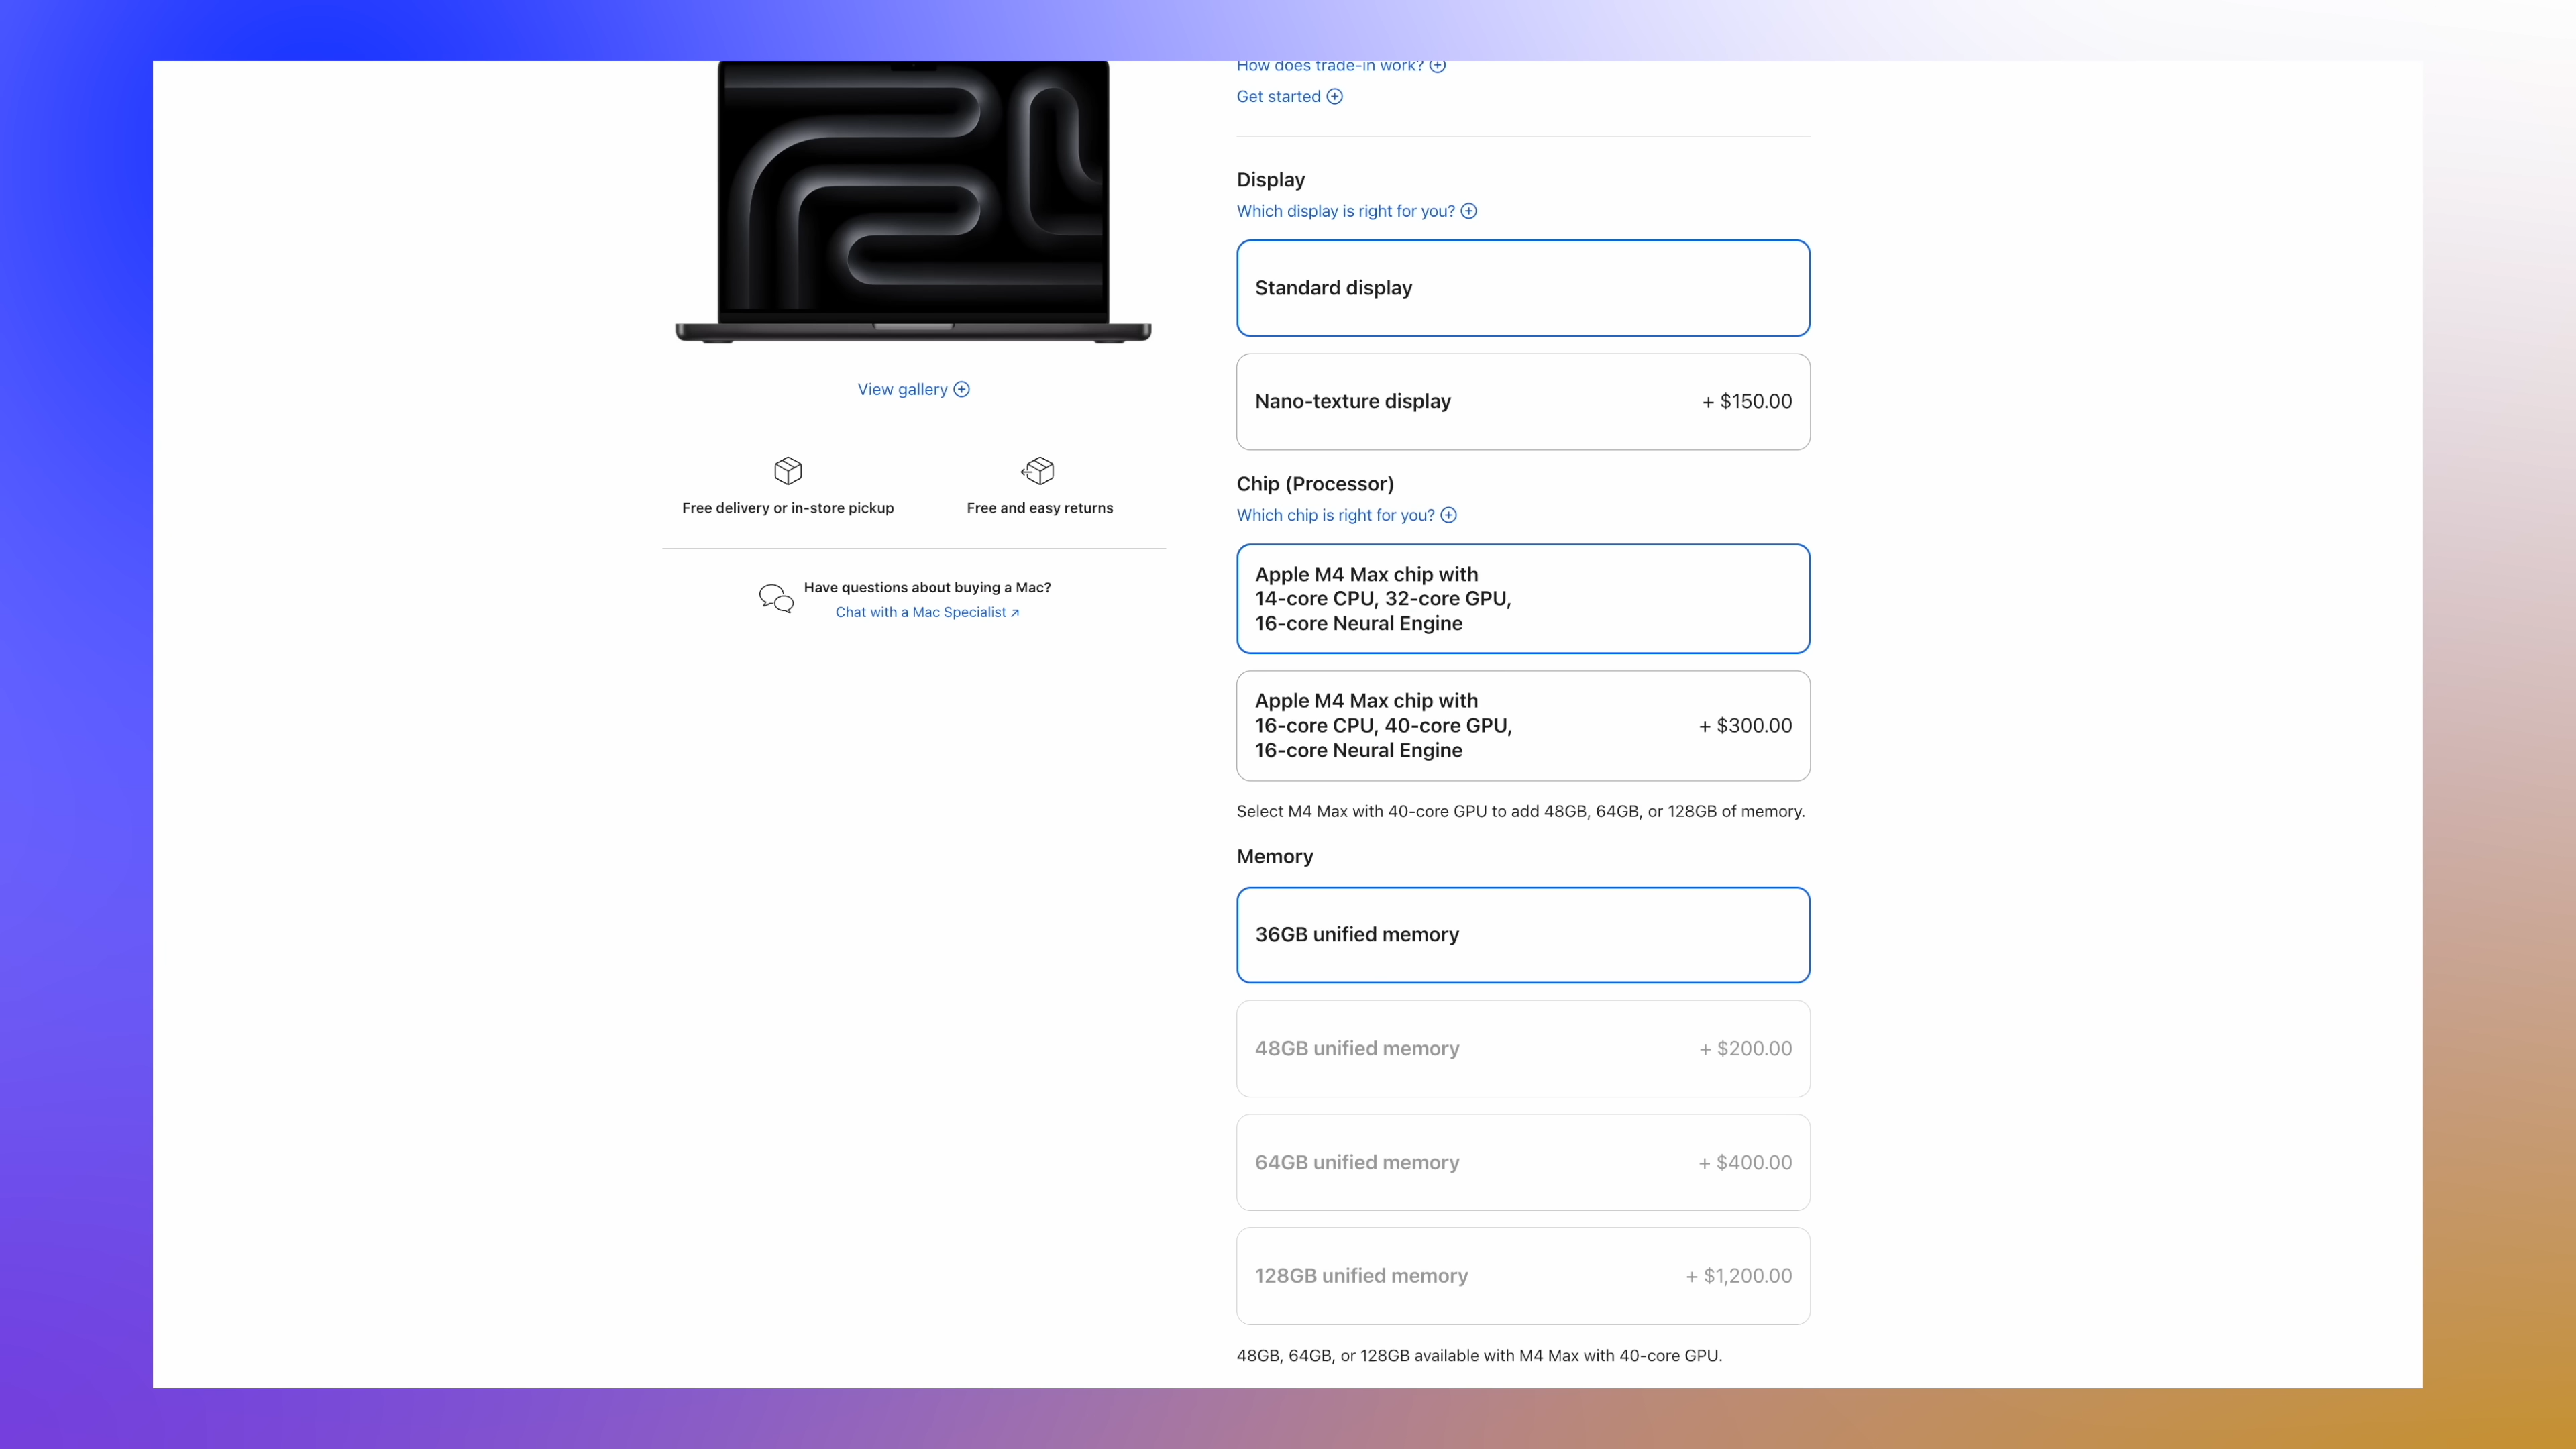 How does trade-in work?
Get started
Display
Which display is right for you?
Standard display
Nano-texture display + $150.00
View gallery
Free delivery or in-store pickup
Free and easy returns
Have questions about buying a Mac?
Chat with a Mac Specialist ↗
Chip (Processor)
Which chip is right for you?
Apple M4 Max chip with
14-core CPU, 32-core GPU,
16-core Neural Engine
Apple M4 Max chip with
16-core CPU, 40-core GPU,
16-core Neural Engine
+ $300.00
Select M4 Max with 40-core GPU to add 48GB, 64GB, or 128GB of memory.
Memory
36GB unified memory
48GB unified memory + $200.00
64GB unified memory + $400.00
128GB unified memory + $1,200.00
48GB, 64GB, or 128GB available with M4 Max with 40-core GPU.